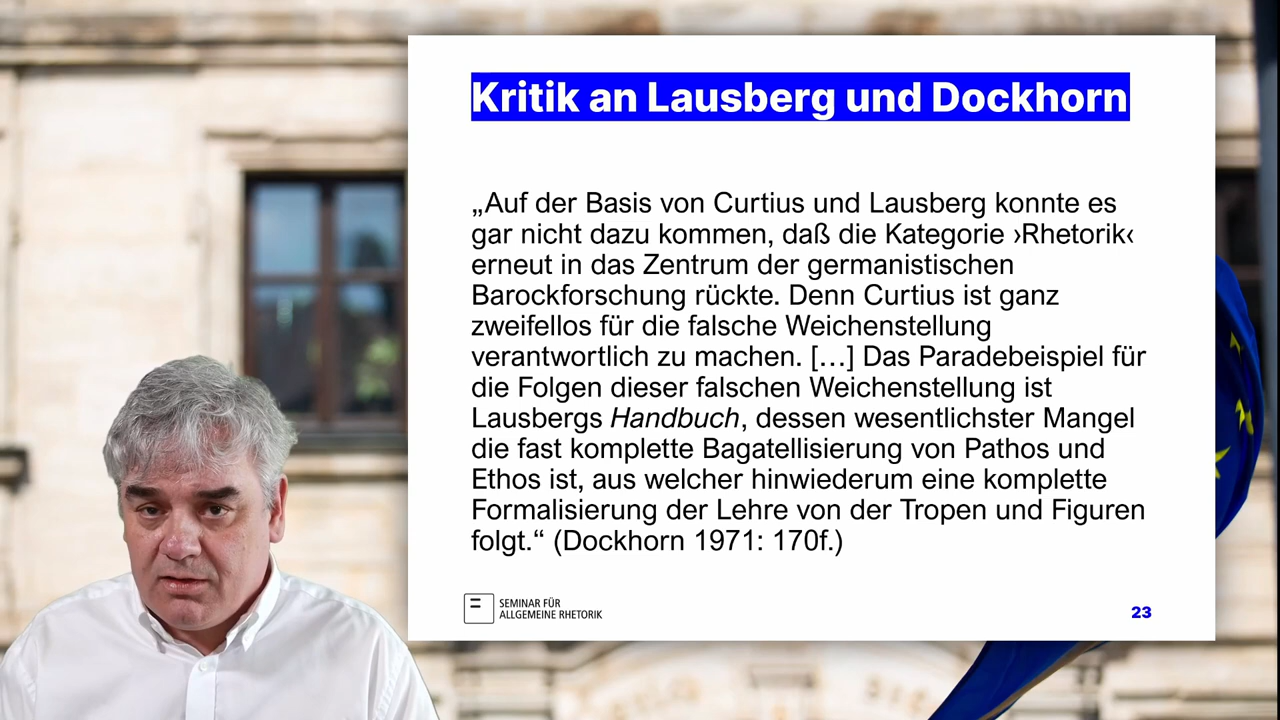 Kritik an Lausberg und Dockhorn
„Auf der Basis von Curtius und Lausberg konnte es
gar nicht dazu kommen, daß die Kategorie ›Rhetorik‹
erneut in das Zentrum der germanistischen
Barockforschung rückte. Denn Curtius ist ganz
zweifellos für die falsche Weichenstellung
verantwortlich zu machen. […] Das Paradebeispiel für
die Folgen dieser falschen Weichenstellung ist
Lausbergs Handbuch, dessen wesentlichster Mangel
die fast komplette Bagatellisierung von Pathos und
Ethos ist, aus welcher hinwiederum eine komplette
Formalisierung der Lehre von der Tropen und Figuren
folgt.“ (Dockhorn 1971: 170f.)
SEMINAR FÜR
ALLGEMEINE RHETORIK
23